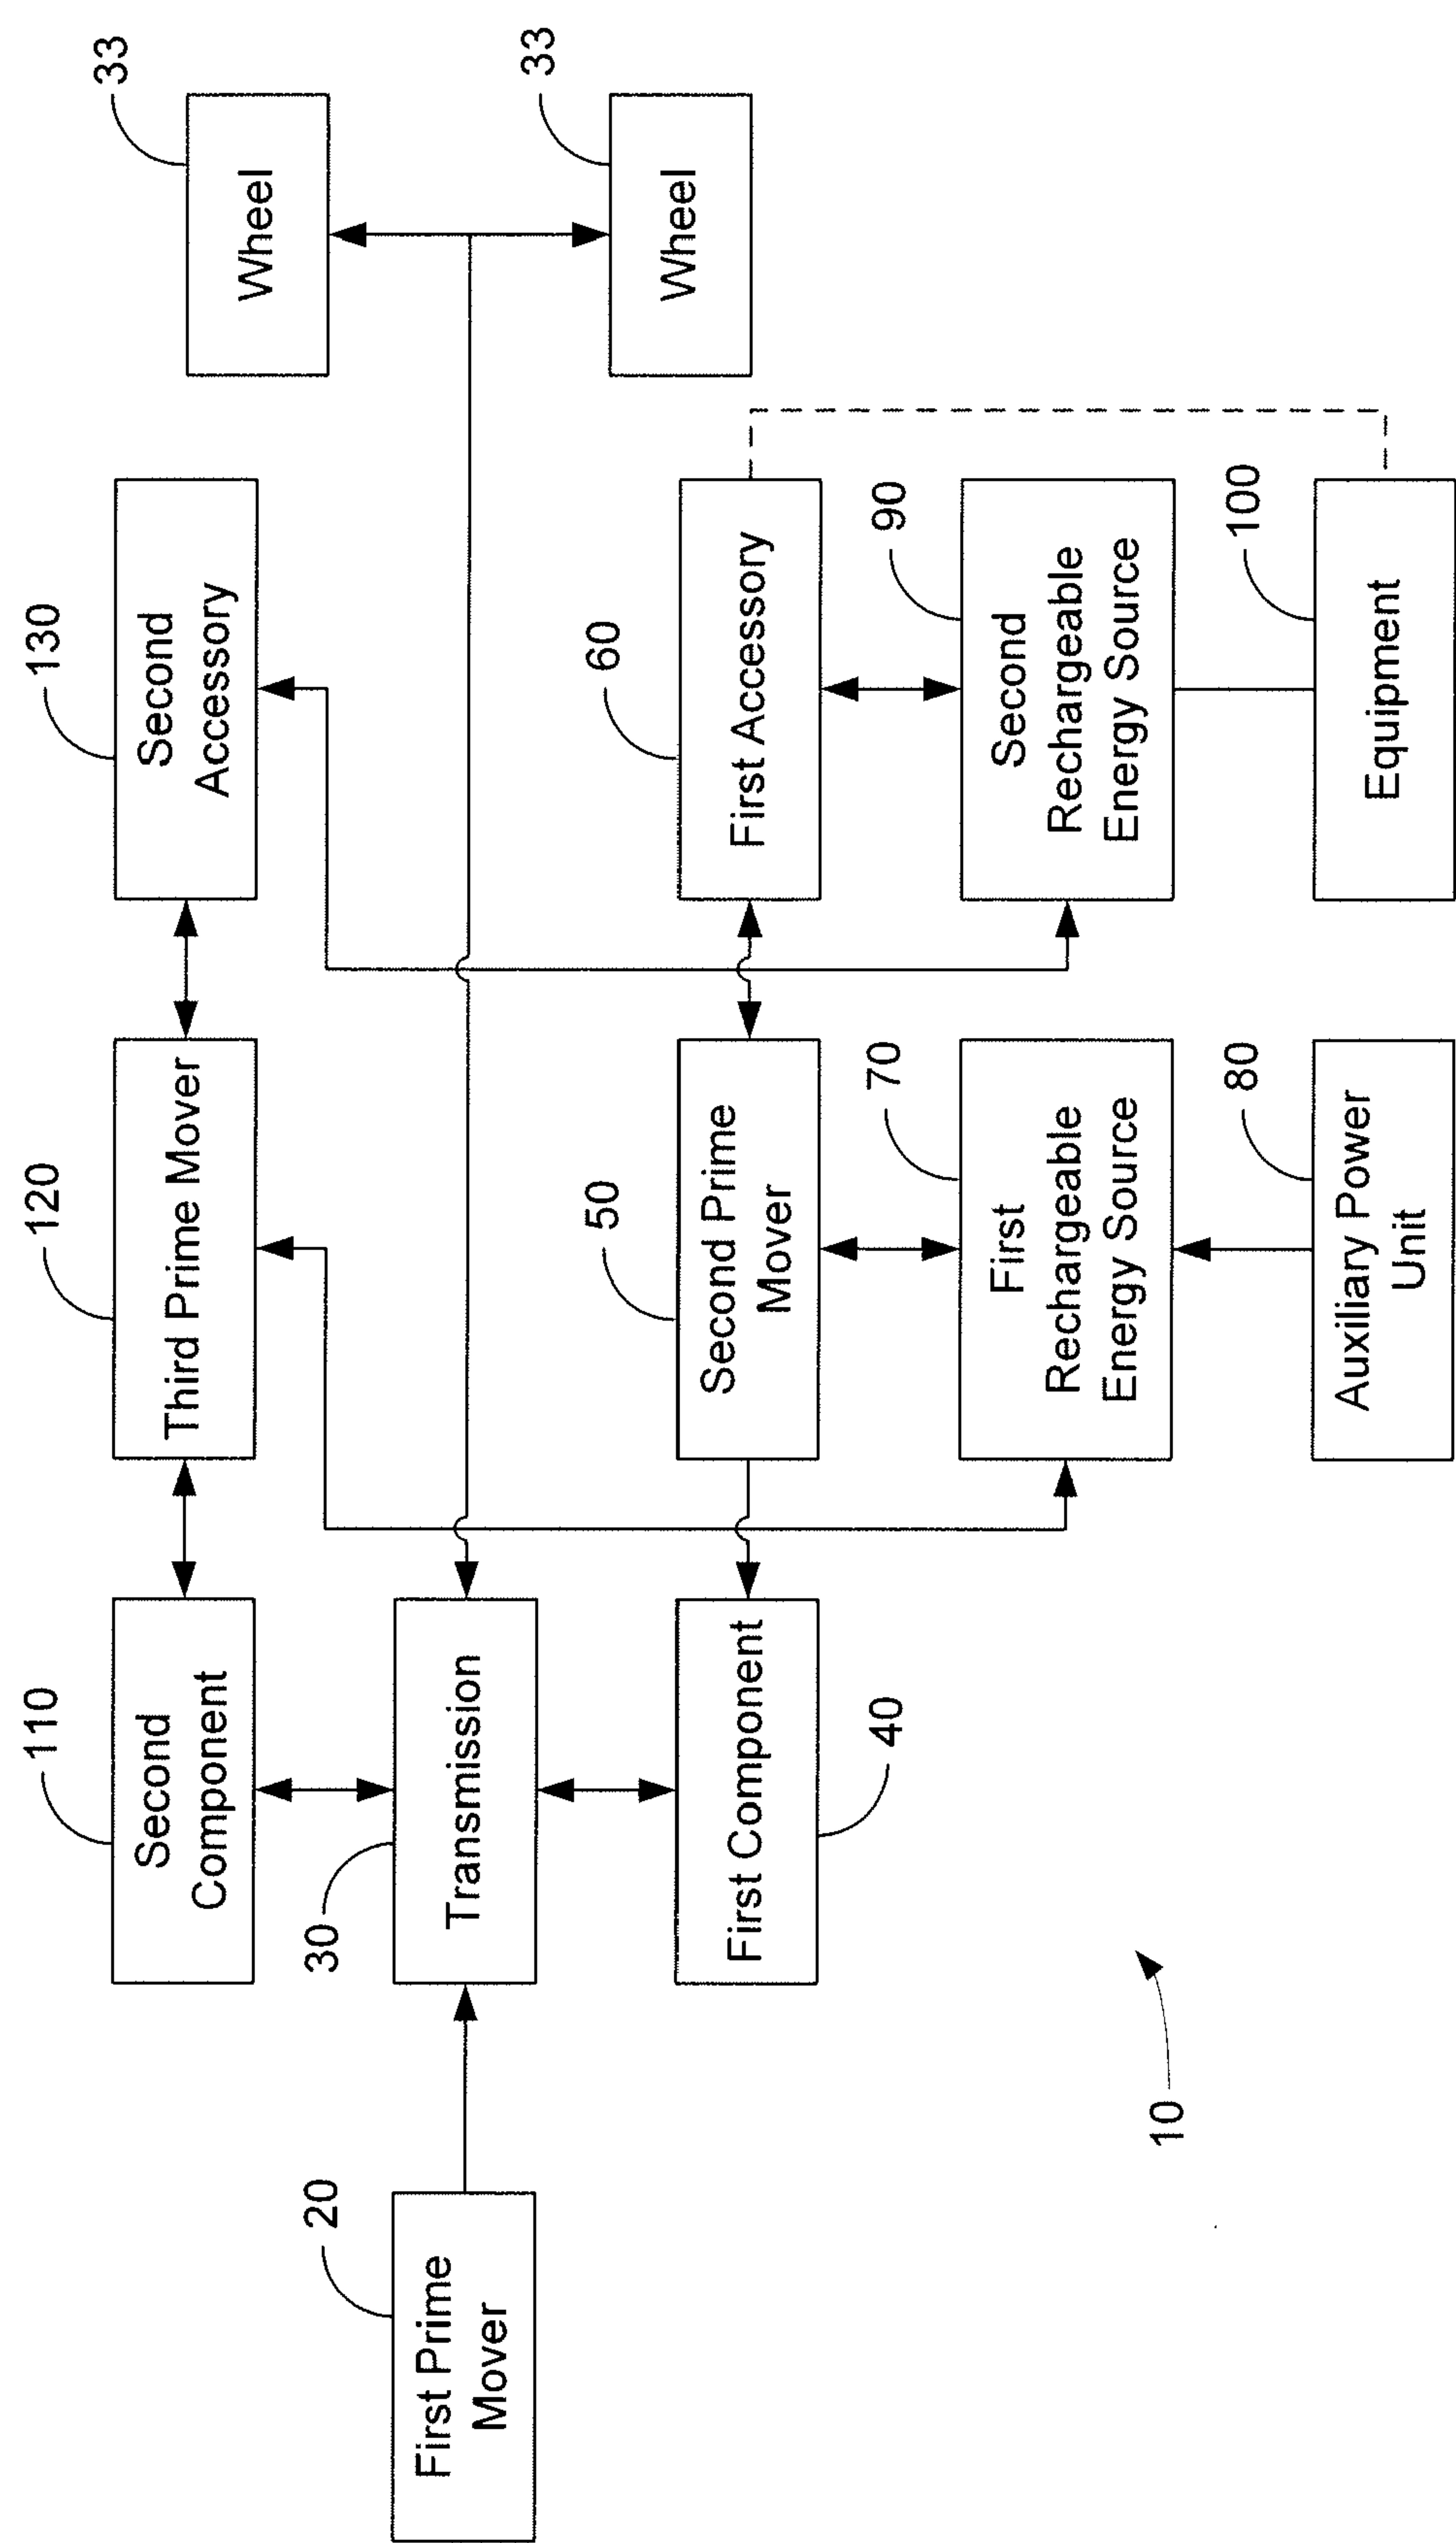 110
Second
Component
120
Third Prime Mover
130
Second
Accessory
33
Wheel
20
First Prime
Mover
30
Transmission
33
Wheel
First Component
40
50
Second Prime
Mover
60
First Accessory
70
First
Rechargeable
Energy Source
90
Second
Rechargeable
Energy Source
10
80
Auxiliary Power
Unit
100
Equipment